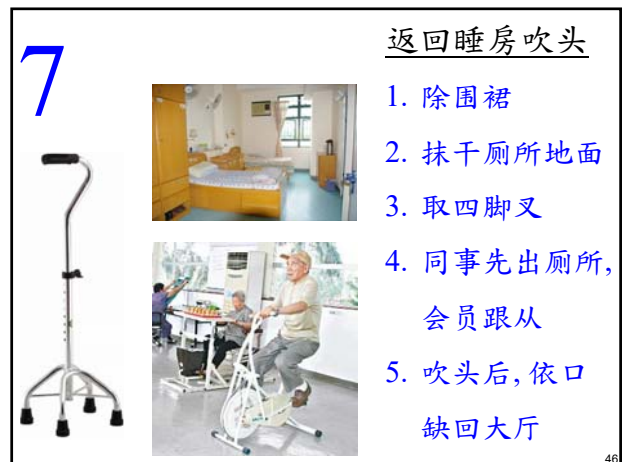 7
返回睡房吹头
1. 除围裙
2. 抹干厕所地面
3. 取四脚叉
4. 同事先出厕所,
会员跟从
5. 吹头后, 依口
缺回大厅
46